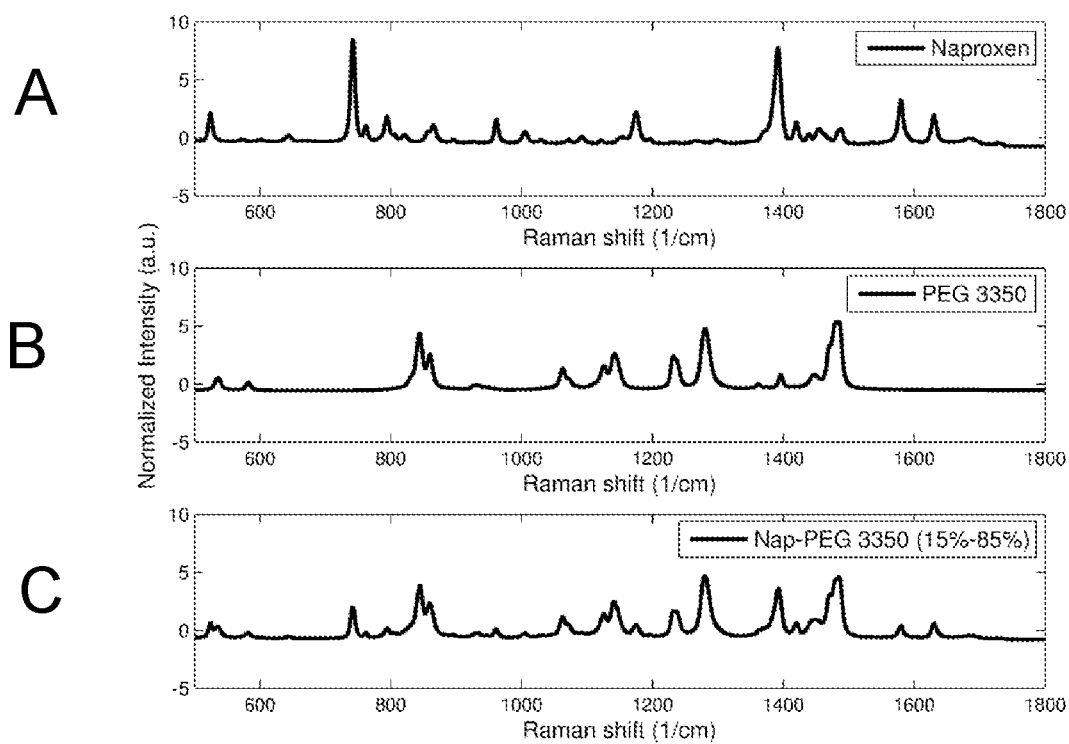 A
10
5
0
-5
Naproxen
600 800 1000 1200 1400 1600 1800
Raman shift (1/cm)
Normalized Intensity (a.u.)
B
10
5
0
-5
PEG 3350
600 800 1000 1200 1400 1600 1800
Raman shift (1/cm)
C
10
5
0
-5
Nap-PEG 3350 (15%-85%)
600 800 1000 1200 1400 1600 1800
Raman shift (1/cm)